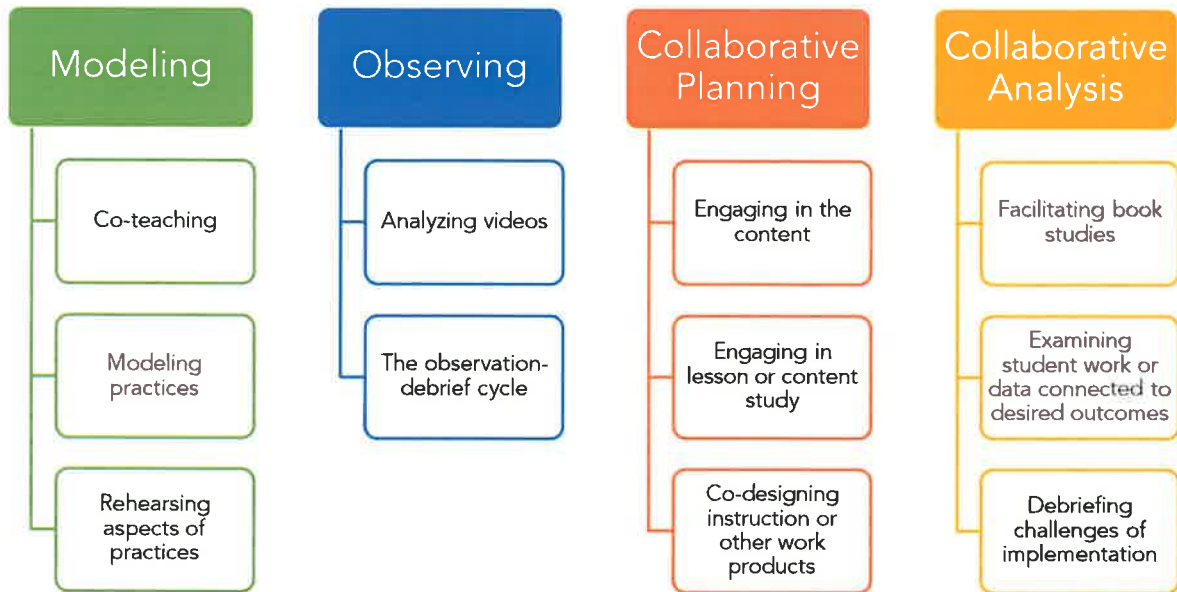 Modeling
Co-teaching
Modeling
practices
Rehearsing
aspects of
practices
Observing
Analyzing videos
The observation-
debrief cycle
Collaborative
Planning
Engaging in the
content
Engaging in
lesson or content
study
Co-designing
instruction or
other work
products
Collaborative
Analysis
Facilitating book
studies
Examining
student work or
data connected to
desired outcomes
Debriefing
challenges of
implementation